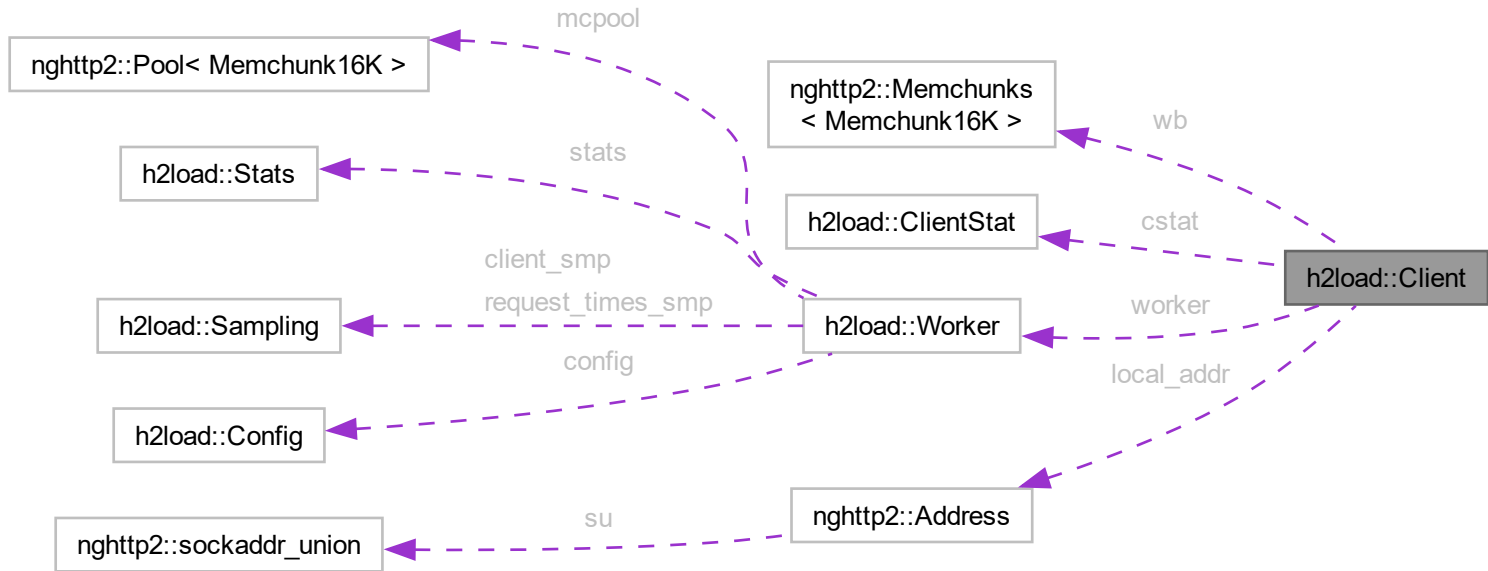 mcpool
nghttp2::Pool< Memchunk16K >
nghttp2::Memchunks
< Memchunk16K >
wb
stats
h2load::Stats
h2load::ClientStat
cstat
client_smp
request_times_smp
h2load::Client
h2load::Sampling
h2load::Worker
worker
config
local_addr
h2load::Config
su
nghttp2::Address
nghttp2::sockaddr_union